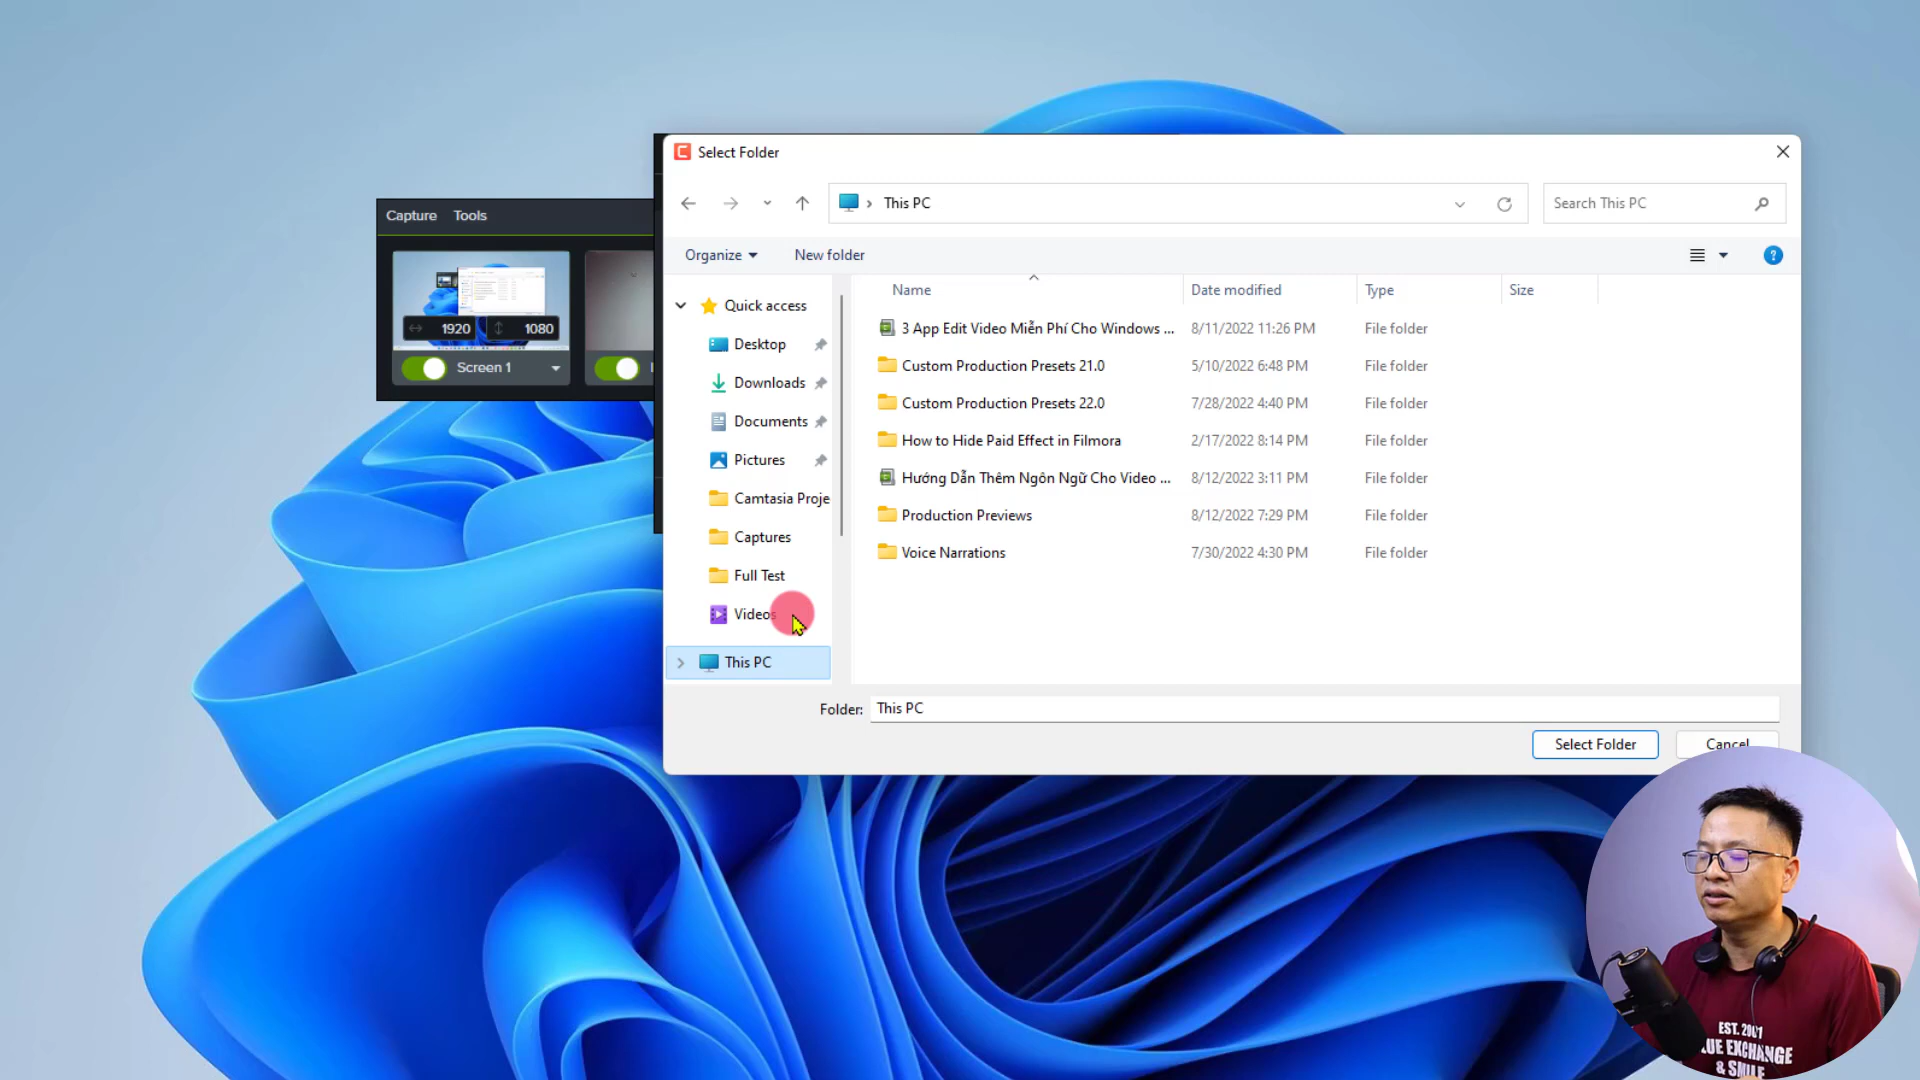 Select Folder
This PC
Search This PC
Capture Tools
Organize New folder
Name Date modified Type Size
Quick access
Desktop
Downloads
Documents
Pictures
Camtasia Proje
Captures
Full Test
Videos
This PC
3 App Edit Video Miễn Phí Cho Windows ... 8/11/2022 11:26 PM File folder
Custom Production Presets 21.0 5/10/2022 6:48 PM File folder
Custom Production Presets 22.0 7/28/2022 4:40 PM File folder
How to Hide Paid Effect in Filmora 2/17/2022 8:14 PM File folder
Hướng Dẫn Thêm Ngôn Ngữ Cho Video ... 8/12/2022 3:11 PM File folder
Production Previews 8/12/2022 7:29 PM File folder
Voice Narrations 7/30/2022 4:30 PM File folder
1920 1080
Screen 1
Folder: This PC
Select Folder Cancel
EST. 2001
UE EXCHANGE
& SMILE